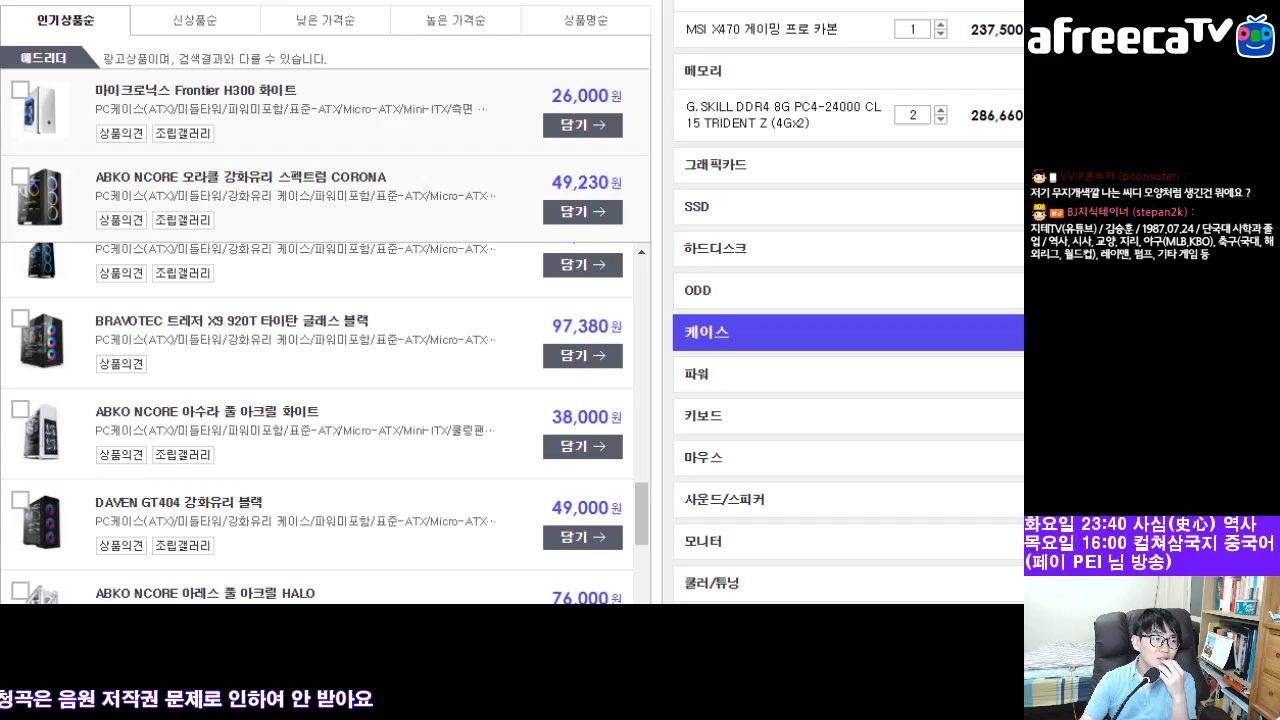 인기상품순
신상품순
낮은 가격순
높은 가격순
상품명순
애드리더
광고상품이며, 검색결과와 다를 수 있습니다.
마이크로닉스 Frontier H300 화이트
PC케이스(ATX)/미들타워/파워미포함/표준-ATX/Micro-ATX/Mini-ITX/측면 ···
26,000원
담기 →
상품의견
조립갤러리
ABKO NCORE 오라클 강화유리 스펙트럼 CORONA
PC케이스(ATX)/미들타워/강화유리 케이스/파워미포함/표준-ATX/Micro-ATX···
49,230원
담기 →
상품의견
조립갤러리
PC케이스(ATX)/미들타워/강화유리 케이스/파워미포함/표준-ATX/Micro-ATX···
담기 →
상품의견
조립갤러리
BRAVOTEC 트레저 X9 920T 타이탄 글래스 블랙
PC케이스(ATX)/미들타워/강화유리 케이스/파워미포함/표준-ATX/Micro-ATX···
97,380원
담기 →
상품의견
ABKO NCORE 아수라 풀 아크릴 화이트
PC케이스(ATX)/미들타워/파워미포함/표준-ATX/Micro-ATX/Mini-ITX/쿨링팬···
38,000원
담기 →
상품의견
조립갤러리
DAVEN GT404 강화유리 블랙
PC케이스(ATX)/미들타워/강화유리 케이스/파워미포함/표준-ATX/Micro-ATX···
49,000원
담기 →
상품의견
조립갤러리
ABKO NCORE 아레스 풀 아크릴 HALO
76,000원
MSI X470 게이밍 프로 카본
1
237,500
메모리
G.SKILL DDR4 8G PC4-24000 CL
15 TRIDENT Z (4Gx2)
2
286,660
그래픽카드
SSD
하드디스크
ODD
케이스
파워
키보드
마우스
사운드/스피커
모니터
쿨러/튜닝
afreecaTV
VVIP푼수저 (poonsuzer) :
저기 무지개색깔 나는 씨디 모양처럼 생긴건 뭐에요 ?
BJ BJ지식테이너 (stepan2k) :
지테TV(유튜브) / 김승훈 / 1987.07.24 / 단국대 사학과 졸
업 / 역사, 시사, 교양, 지리, 야구(MLB,KBO), 축구(국대, 해
외리그, 월드컵), 레이맨, 펌프, 기타 게임 등
화요일 23:40 사심(史心) 역사
목요일 16:00 컬쳐삼국지 중국어
(페이 PEI 님 방송)
청곡은 음원 저작권 문제로 인하여 안 받아요